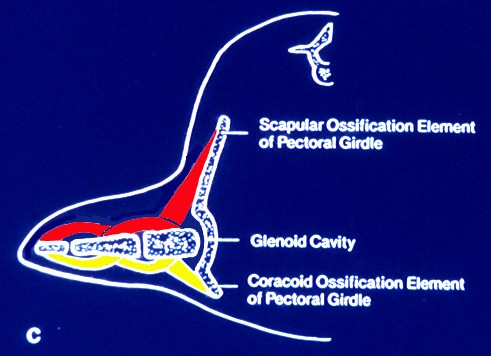 Scapular Ossification Element
of Pectoral Girdle
Glenoid Cavity
Coracoid Ossification Element
of Pectoral Girdle
C